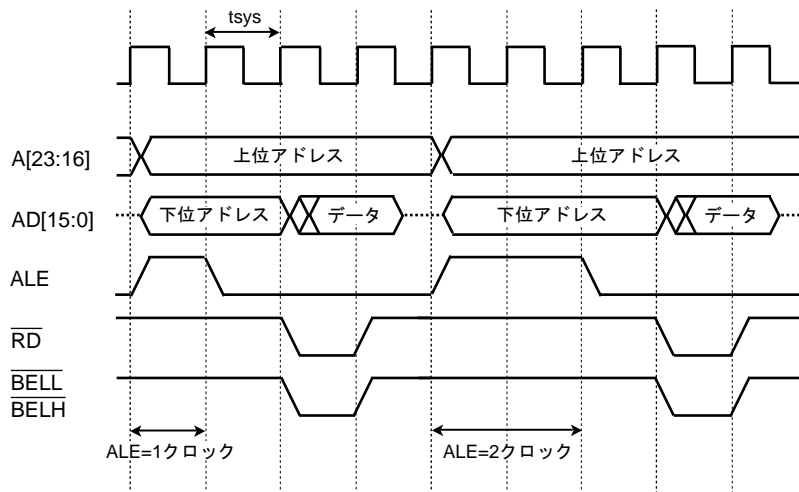 tsys
A[23:16]
上位アドレス
上位アドレス
AD[15:0]
下位アドレス
データ
下位アドレス
データ
ALE
RD
BELL
BELH
ALE=1クロック
ALE=2クロック